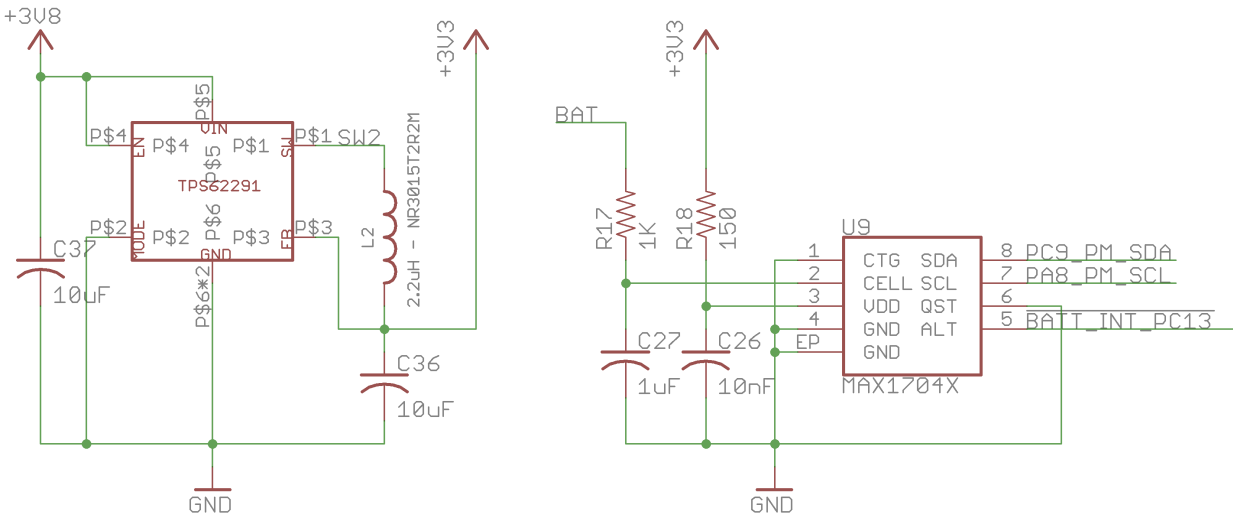 +3V8
P$5
VIN
P$4
EN
P$4
P$5
P$1
SW
P$1
SW2
TPS62291
P$2
MODE
P$2
P$6
P$3
FB
P$3
GND
P$6*2
C37
10uF
L2
2.2uH - NR3015T2R2M
+3V3
C36
10uF
GND
BAT
+3V3
R17
1K
R18
150
C27
1uF
C26
10nF
GND
U9
1 CTG SDA 8 PC9_PM_SDA
2 CELL SCL 7 PA8_PM_SCL
3 VDD QST 6
4 GND ALT 5 BATT_INT_PC13
EP GND
MAX1704X